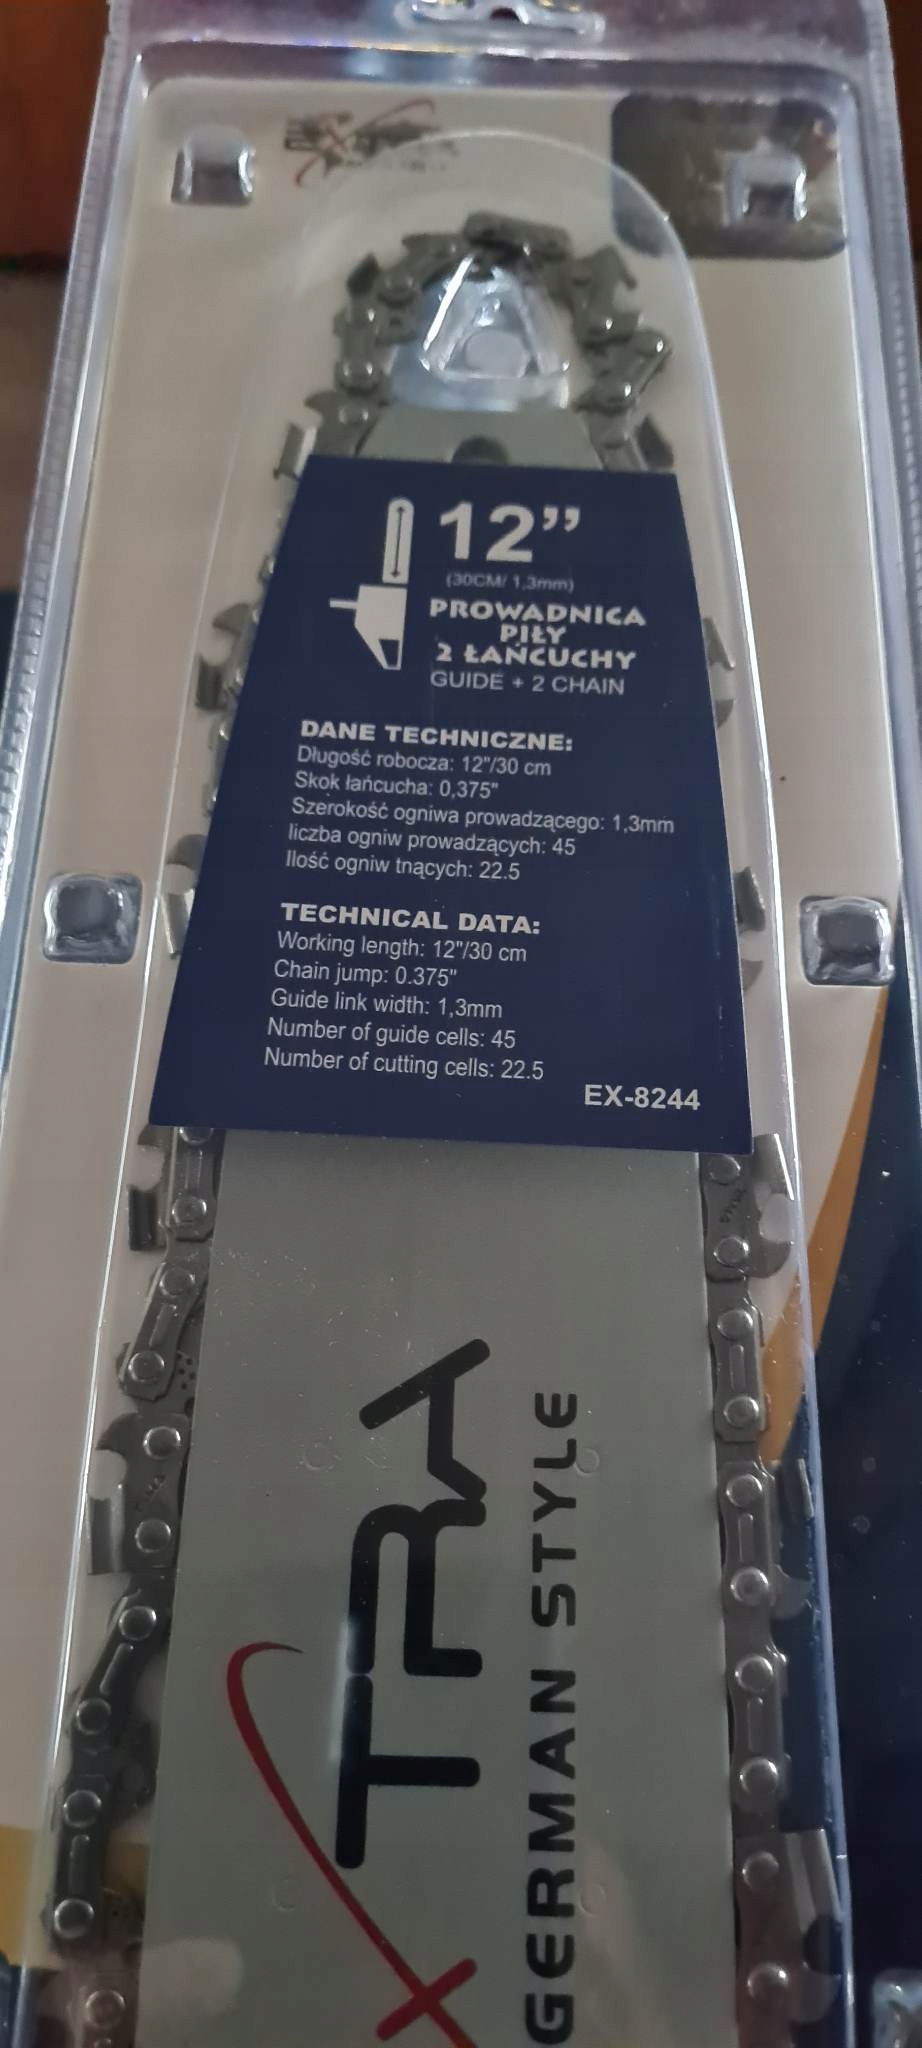 12”
(30CM/ 1,3mm)
PROWADNICA
PIŁY
2 ŁAŃCUCHY
GUIDE + 2 CHAIN
DANE TECHNICZNE:
Długość robocza: 12"/30 cm
Skok łańcucha: 0,375"
Szerokość ogniwa prowadzącego: 1,3mm
liczba ogniw prowadzących: 45
Ilość ogniw tnących: 22.5
TECHNICAL DATA:
Working length: 12"/30 cm
Chain jump: 0.375"
Guide link width: 1,3mm
Number of guide cells: 45
Number of cutting cells: 22.5
EX-8244
XTRA
GERMAN STYLE